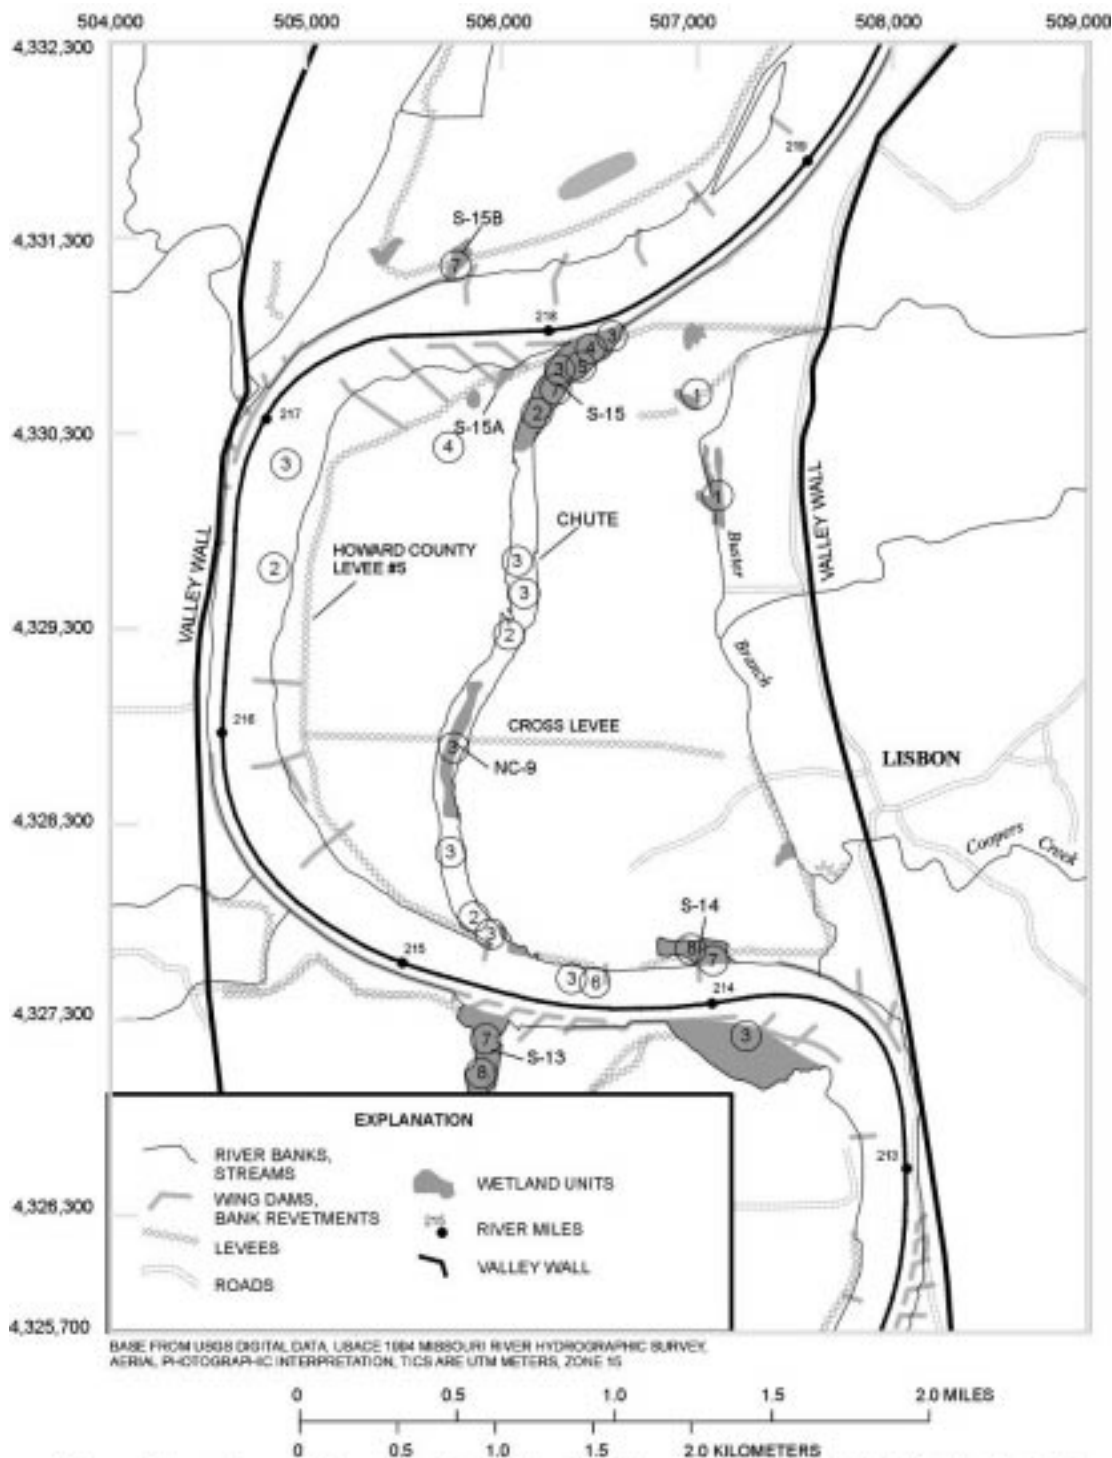 504,000 505,000 506,000 507,000 508,000 509,000
4,332,300
219
S-15B
4,331,300
7
218
3
4
3 5
7
1
S-15
2
217
S-15A
4,330,300
4
3
VALLEY WALL
1
CHUTE
Buster
HOWARD COUNTY
LEVEE #5
3
2
VALLEY WALL
3
4,329,300
2
Branch
216
CROSS LEVEE
3
NC-9
LISBON
4,328,300
Coopers
Creek
3
S-14
2
3
8
7
215
3 6
214
4,327,300
7
3
S-13
8
EXPLANATION
RIVER BANKS,
STREAMS
WING DAMS,
BANK REVETMENTS
LEVEES
ROADS
WETLAND UNITS
215
RIVER MILES
VALLEY WALL
213
4,326,300
4,325,700
BASE FROM USGS DIGITAL DATA, USACE 1994 MISSOURI RIVER HYDROGRAPHIC SURVEY,
AERIAL PHOTOGRAPHIC INTERPRETATION, TICS ARE UTM METERS, ZONE 15
0 0.5 1.0 1.5 2.0 MILES
0 0.5 1.0 1.5 2.0 KILOMETERS